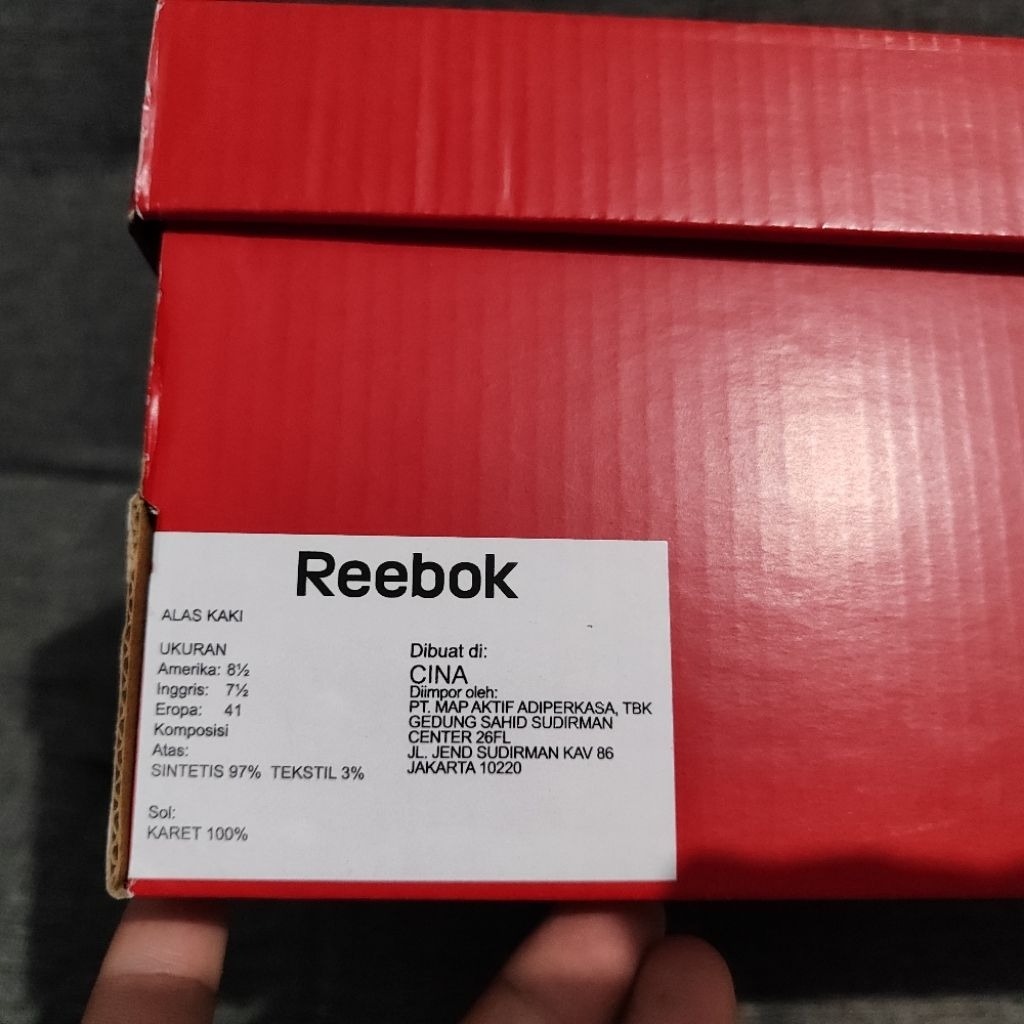 Reebok
ALAS KAKI
UKURAN
Amerika: 8½
Inggris: 7½
Eropa: 41
Komposisi
Atas:
SINTETIS 97% TEKSTIL 3%
Sol:
KARET 100%
Dibuat di:
CINA
Diimpor oleh:
PT. MAP AKTIF ADIPERKASA, TBK
GEDUNG SAHID SUDIRMAN
CENTER 26FL
JL. JEND SUDIRMAN KAV 86
JAKARTA 10220